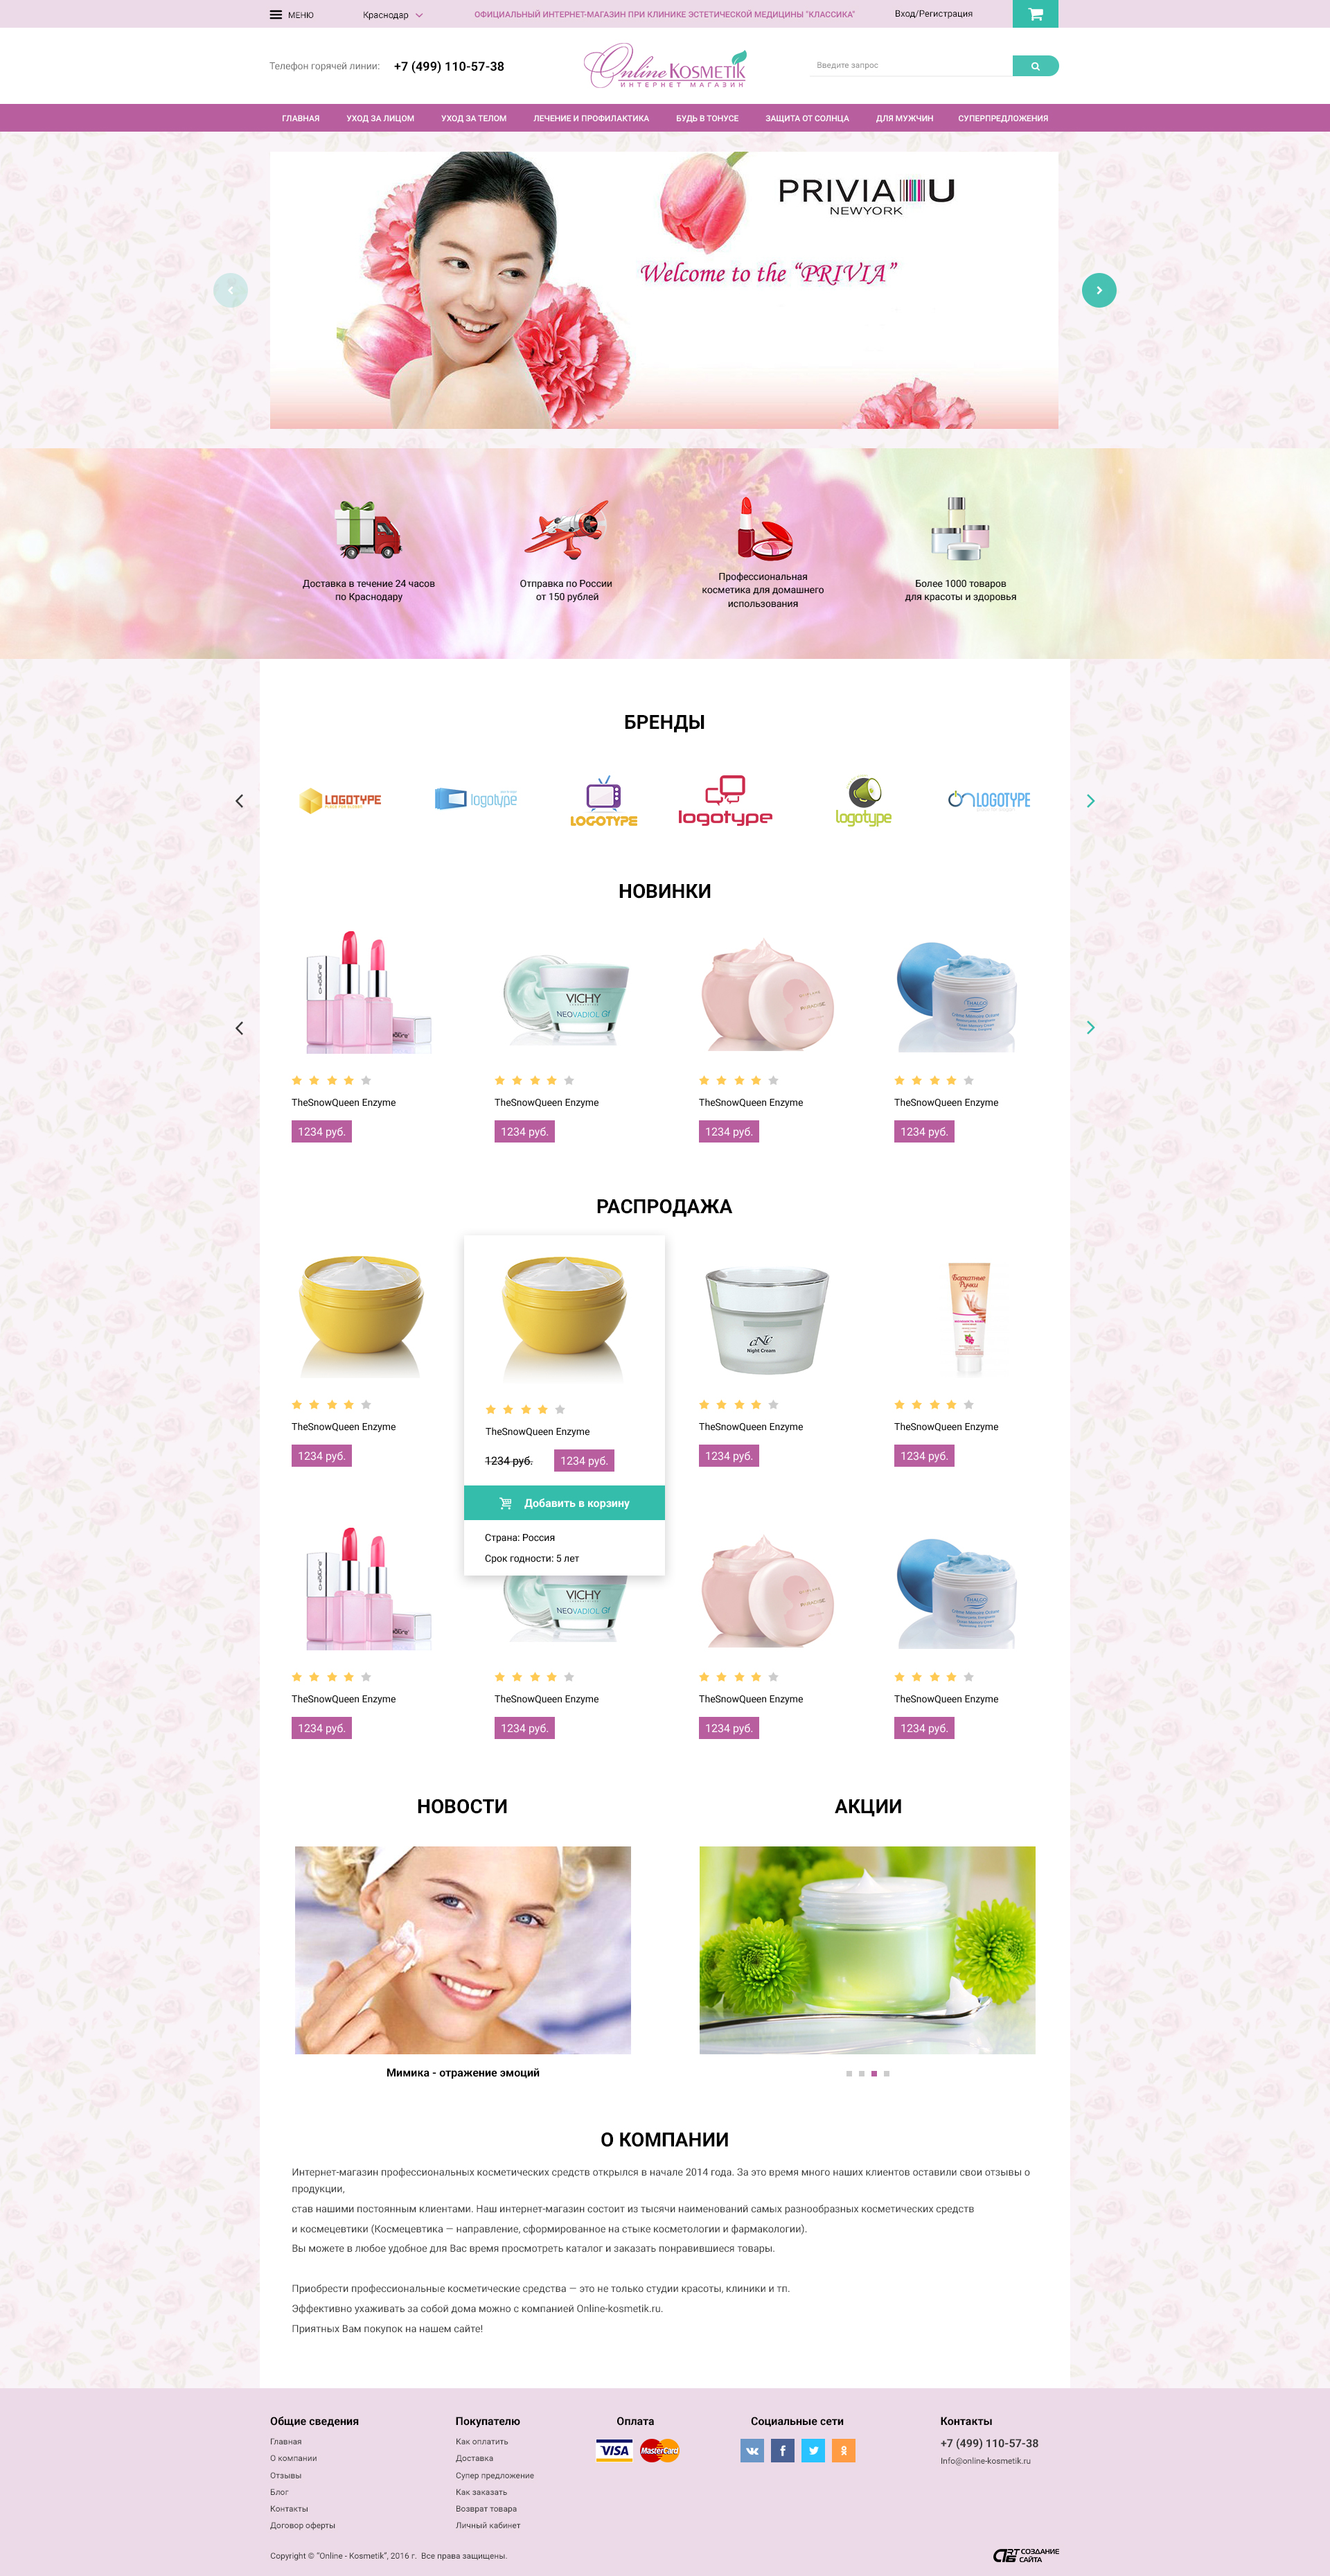 МЕНЮ
Краснодар
ОФИЦИАЛЬНЫЙ ИНТЕРНЕТ-МАГАЗИН ПРИ КЛИНИКЕ ЭСТЕТИЧЕСКОЙ МЕДИЦИНЫ "КЛАССИКА"
Вход/Регистрация
Телефон горячей линии: +7 (499) 110-57-38
Online KOSMETIK
ИНТЕРНЕТ МАГАЗИН
Введите запрос
ГЛАВНАЯ УХОД ЗА ЛИЦОМ УХОД ЗА ТЕЛОМ ЛЕЧЕНИЕ И ПРОФИЛАКТИКА БУДЬ В ТОНУСЕ ЗАЩИТА ОТ СОЛНЦА ДЛЯ МУЖЧИН СУПЕРПРЕДЛОЖЕНИЯ
PRIVIA U
NEWYORK
Welcome to the “PRIVIA”
Доставка в течение 24 часов
по Краснодару
Отправка по России
от 150 рублей
Профессиональная
косметика для домашнего
использования
Более 1000 товаров
для красоты и здоровья
БРЕНДЫ
LOGOTYPE
logotype
LOGOTYPE
logotype
logotype
LOGOTYPE
НОВИНКИ
VICHY
NEOVADIOL Gf
THALGO
TheSnowQueen Enzyme
1234 руб.
TheSnowQueen Enzyme
1234 руб.
TheSnowQueen Enzyme
1234 руб.
TheSnowQueen Enzyme
1234 руб.
РАСПРОДАЖА
CNC
Night Cream
Бархатные
Ручки
TheSnowQueen Enzyme
1234 руб.
TheSnowQueen Enzyme
1234 руб. 1234 руб.
Добавить в корзину
Страна: Россия
Срок годности: 5 лет
TheSnowQueen Enzyme
1234 руб.
TheSnowQueen Enzyme
1234 руб.
VICHY
NEOVADIOL Gf
THALGO
TheSnowQueen Enzyme
1234 руб.
TheSnowQueen Enzyme
1234 руб.
TheSnowQueen Enzyme
1234 руб.
TheSnowQueen Enzyme
1234 руб.
НОВОСТИ
Мимика - отражение эмоций
АКЦИИ
О КОМПАНИИ
Интернет-магазин профессиональных косметических средств открылся в начале 2014 года. За это время много наших клиентов оставили свои отзывы о
продукции,
став нашими постоянным клиентами. Наш интернет-магазин состоит из тысячи наименований самых разнообразных косметических средств
и космецевтики (Космецевтика — направление, сформированное на стыке косметологии и фармакологии).
Вы можете в любое удобное для Вас время просмотреть каталог и заказать понравившиеся товары.
Приобрести профессиональные косметические средства — это не только студии красоты, клиники и тп.
Эффективно ухаживать за собой дома можно с компанией Online-kosmetik.ru.
Приятных Вам покупок на нашем сайте!
Общие сведения
Главная
О компании
Отзывы
Блог
Контакты
Договор оферты
Покупателю
Как оплатить
Доставка
Супер предложение
Как заказать
Возврат товара
Личный кабинет
Оплата
VISA
MasterCard
Социальные сети
Контакты
+7 (499) 110-57-38
Info@online-kosmetik.ru
Copyright © “Online - Kosmetik”, 2016 г. Все права защищены.
СОЗДАНИЕ
САЙТА